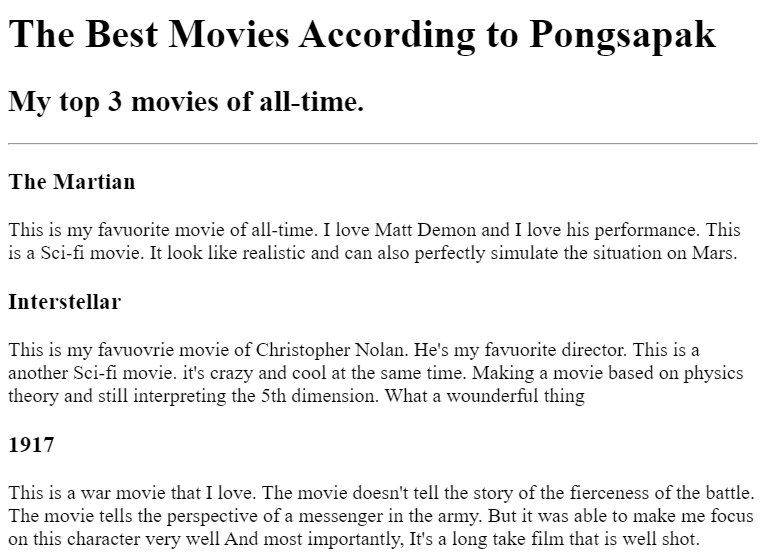 The Best Movies According to Pongsapak
My top 3 movies of all-time.
The Martian
This is my favuorite movie of all-time. I love Matt Demon and I love his performance. This
is a Sci-fi movie. It look like realistic and can also perfectly simulate the situation on Mars.
Interstellar
This is my favuovrie movie of Christopher Nolan. He's my favuorite director. This is a
another Sci-fi movie. it's crazy and cool at the same time. Making a movie based on physics
theory and still interpreting the 5th dimension. What a wounderful thing
1917
This is a war movie that I love. The movie doesn't tell the story of the fierceness of the battle.
The movie tells the perspective of a messenger in the army. But it was able to make me focus
on this character very well And most importantly, It's a long take film that is well shot.